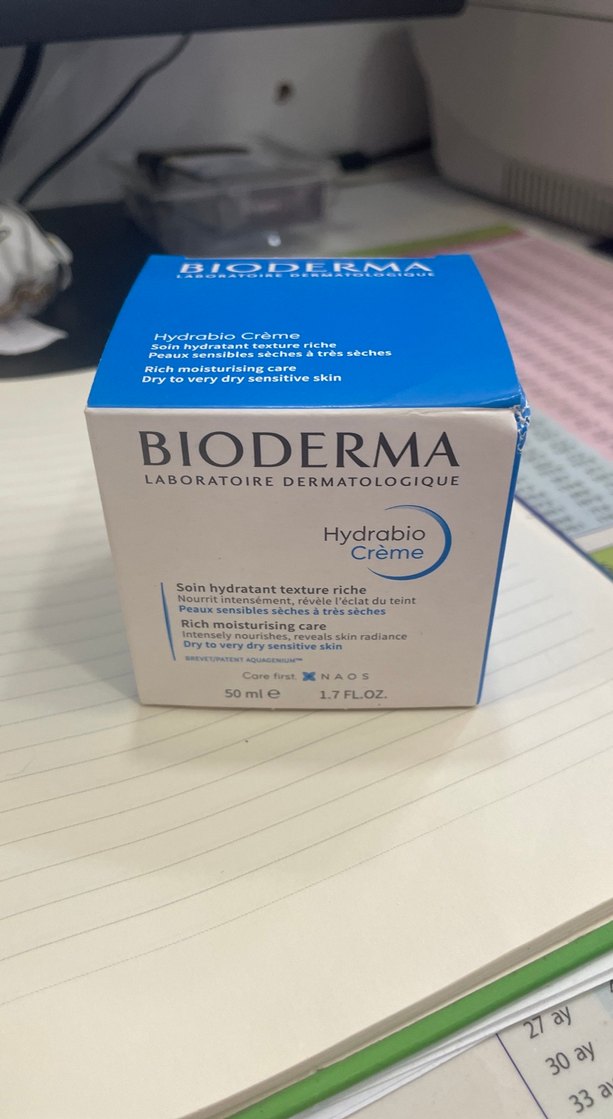 BIODERMA
LABORATOIRE DERMATOLOGIQUE
Hydrabio Crème
Soin hydratant texture riche
Peaux sensibles sèches à très sèches
Rich moisturising care
Dry to very dry sensitive skin
BIODERMA
LABORATOIRE DERMATOLOGIQUE
Hydrabio
Crème
Soin hydratant texture riche
Nourrit intensément, révèle l'éclat du teint
Peaux sensibles sèches à très sèches
Rich moisturising care
Intensely nourishes, reveals skin radiance
Dry to very dry sensitive skin
BREVET/PATENT AQUAGENIUM™
Care first. NAOS
50 ml ℮ 1.7 FL.OZ.
27 ay
30 ay
33 ay